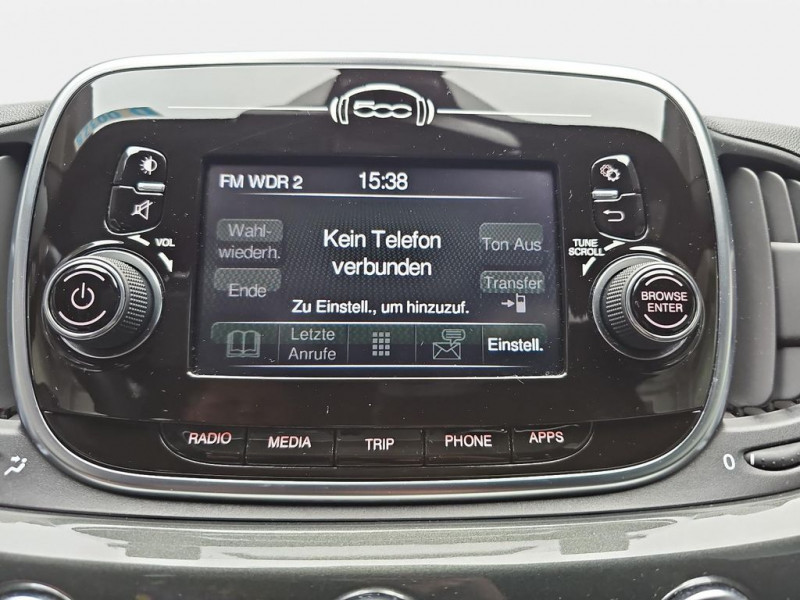 500
FM WDR 2
15:38
Wahl-
wiederh.
Kein Telefon
verbunden
Ton Aus
Ende
Transfer
Zu Einstell., um hinzuzuf.
Letzte
Anrufe
Einstell.
VOL
TUNE
SCROLL
BROWSE
ENTER
RADIO
MEDIA
TRIP
PHONE
APPS
0